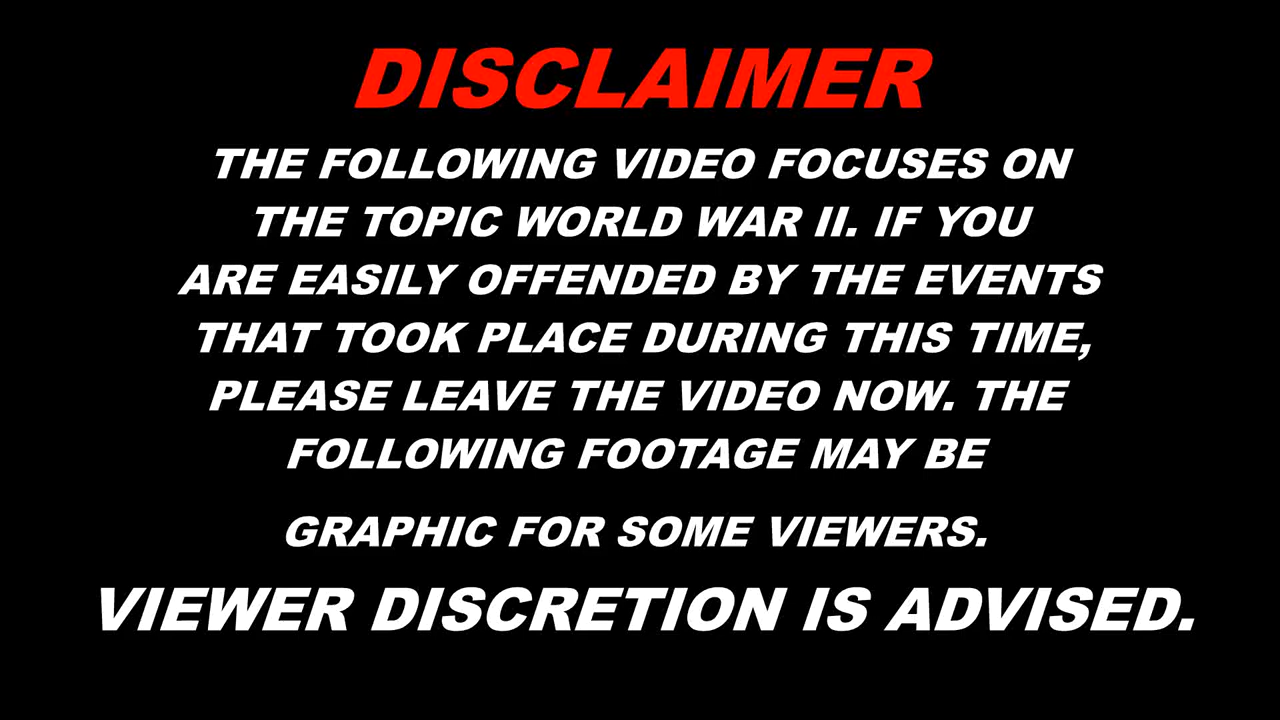 DISCLAIMER
THE FOLLOWING VIDEO FOCUSES ON
THE TOPIC WORLD WAR II. IF YOU
ARE EASILY OFFENDED BY THE EVENTS
THAT TOOK PLACE DURING THIS TIME,
PLEASE LEAVE THE VIDEO NOW. THE
FOLLOWING FOOTAGE MAY BE
GRAPHIC FOR SOME VIEWERS.
VIEWER DISCRETION IS ADVISED.